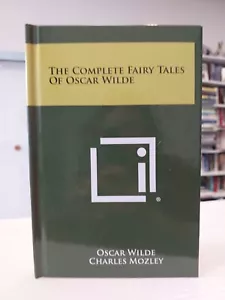 The Complete Fairy Tales
Of Oscar Wilde
Oscar Wilde
Charles Mozley